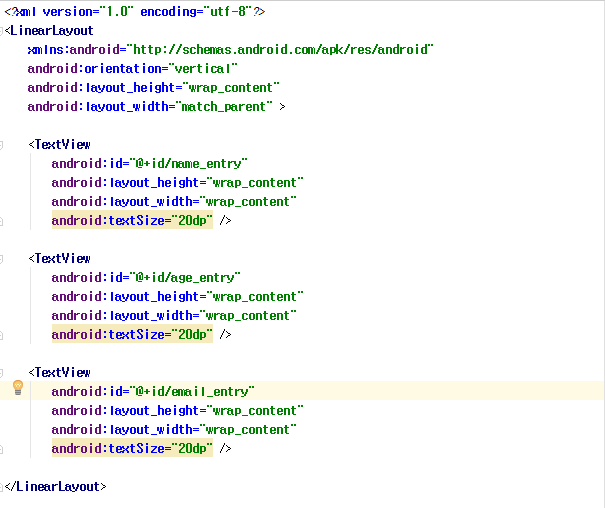 <?xml version="1.0" encoding="utf-8"?>
<LinearLayout
xmlns:android="http://schemas.android.com/apk/res/android"
android:orientation="vertical"
android:layout_height="wrap_content"
android:layout_width="match_parent" >
<TextView
android:id="@+id/name_entry"
android:layout_height="wrap_content"
android:layout_width="wrap_content"
android:textSize="20dp" />
<TextView
android:id="@+id/age_entry"
android:layout_height="wrap_content"
android:layout_width="wrap_content"
android:textSize="20dp" />
<TextView
android:id="@+id/email_entry"
android:layout_height="wrap_content"
android:layout_width="wrap_content"
android:textSize="20dp" />
</LinearLayout>